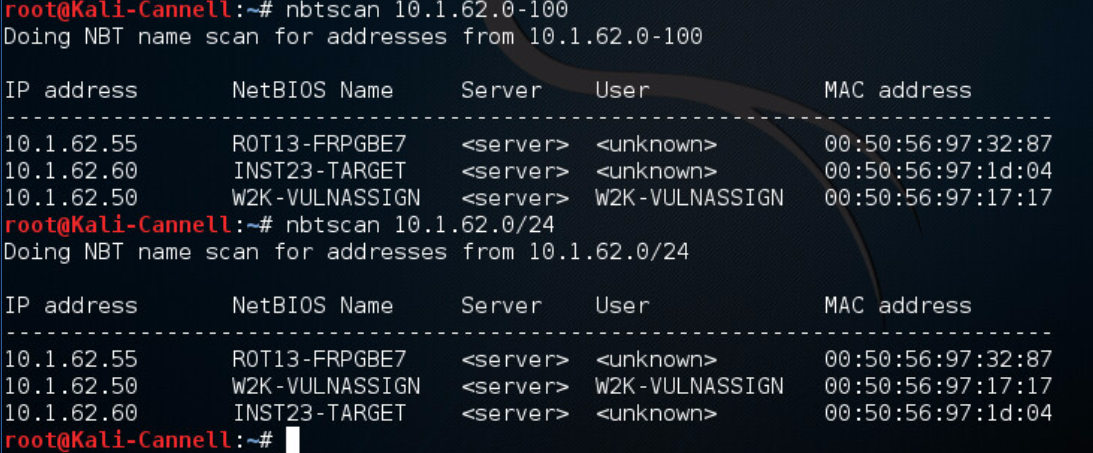 root@Kali-Cannell:~# nbtscan 10.1.62.0-100
Doing NBT name scan for addresses from 10.1.62.0-100
IP address NetBIOS Name Server User MAC address
------------------------------------------------------------------------------
10.1.62.55 ROT13-FRPGBE7 <server> <unknown> 00:50:56:97:32:87
10.1.62.60 INST23-TARGET <server> <unknown> 00:50:56:97:1d:04
10.1.62.50 W2K-VULNASSIGN <server> W2K-VULNASSIGN 00:50:56:97:17:17
root@Kali-Cannell:~# nbtscan 10.1.62.0/24
Doing NBT name scan for addresses from 10.1.62.0/24
IP address NetBIOS Name Server User MAC address
------------------------------------------------------------------------------
10.1.62.55 ROT13-FRPGBE7 <server> <unknown> 00:50:56:97:32:87
10.1.62.50 W2K-VULNASSIGN <server> W2K-VULNASSIGN 00:50:56:97:17:17
10.1.62.60 INST23-TARGET <server> <unknown> 00:50:56:97:1d:04
root@Kali-Cannell:~#